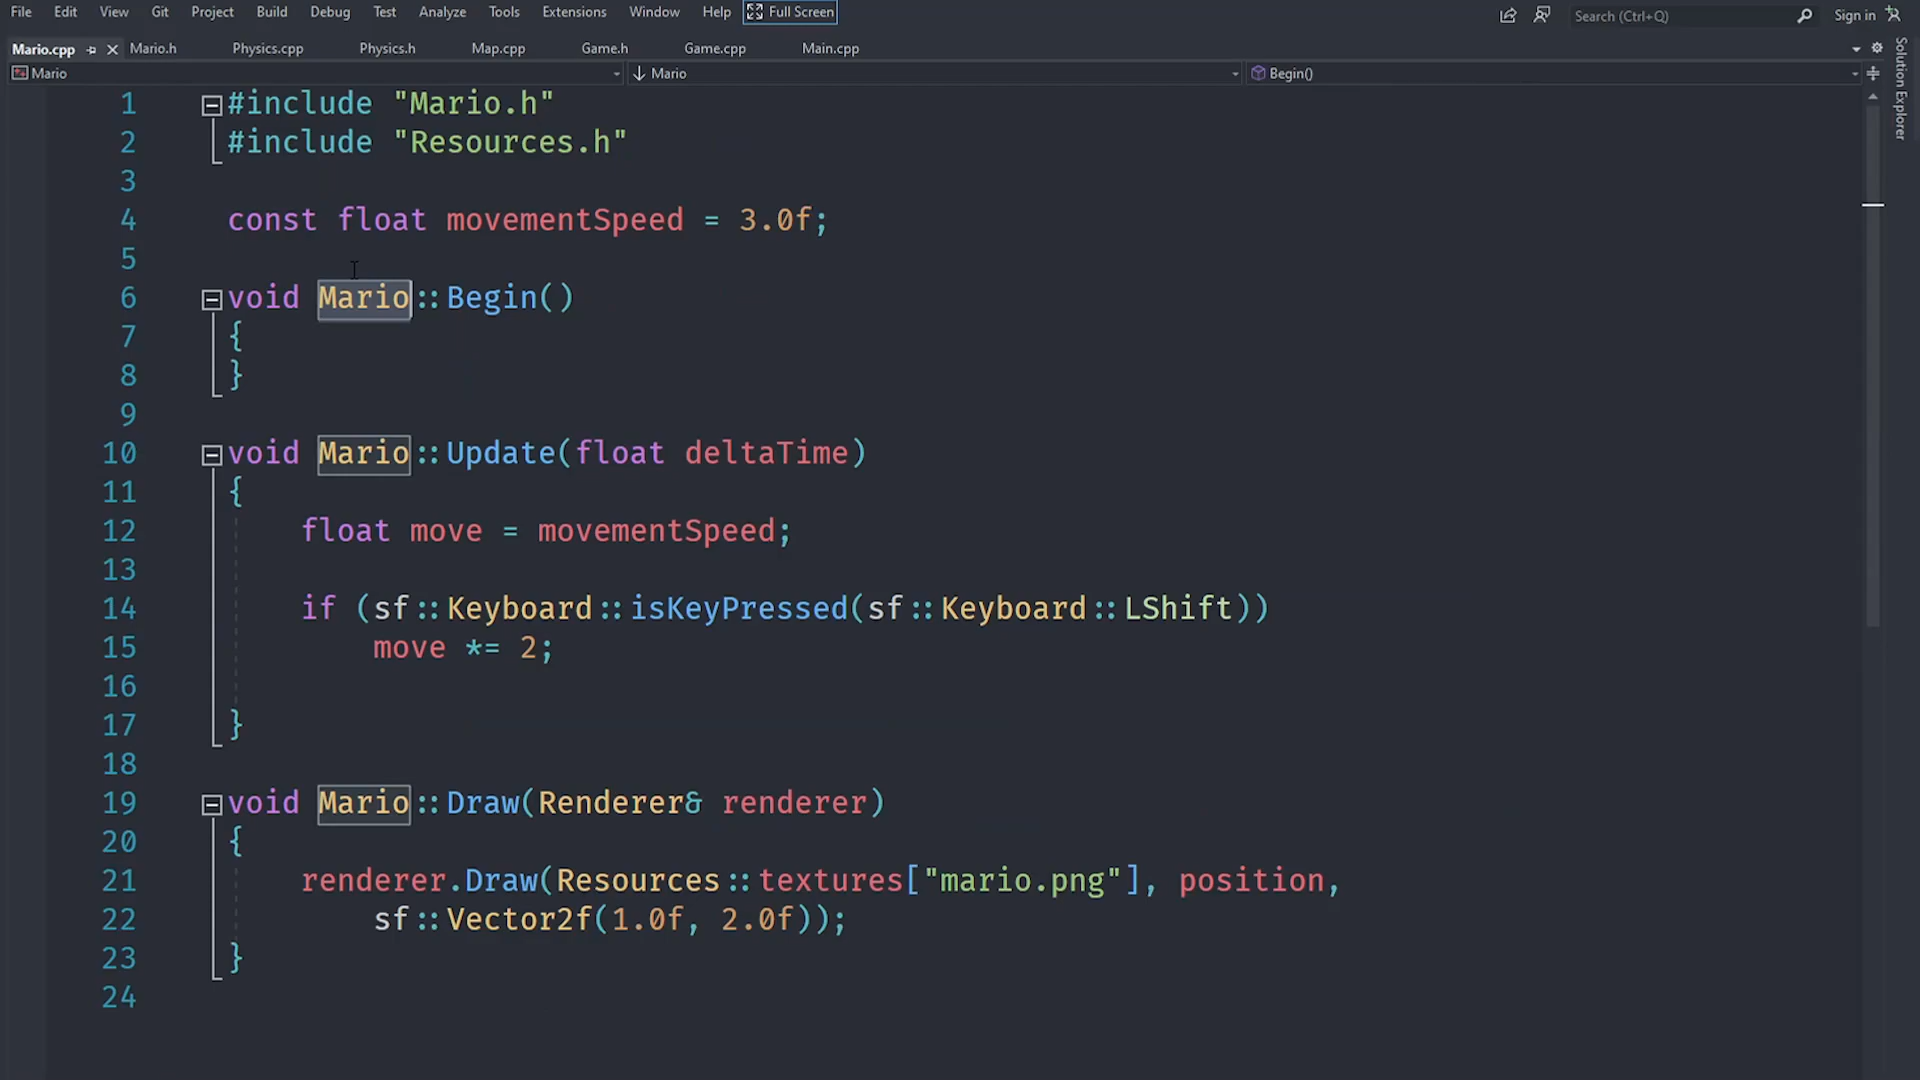 File Edit View Git Project Build Debug Test Analyze Tools Extensions Window Help Full Screen Search (Ctrl+Q) Sign in
Mario.cpp Mario.h Physics.cpp Physics.h Map.cpp Game.h Game.cpp Main.cpp
Mario Mario Begin()
Solution Explorer
1 #include "Mario.h"
2 #include "Resources.h"
3
4 const float movementSpeed = 3.0f;
5
6 void Mario::Begin()
7 {
8 }
9
10 void Mario::Update(float deltaTime)
11 {
12 float move = movementSpeed;
13
14 if (sf::Keyboard::isKeyPressed(sf::Keyboard::LShift))
15 move *= 2;
16
17 }
18
19 void Mario::Draw(Renderer& renderer)
20 {
21 renderer.Draw(Resources::textures["mario.png"], position,
22 sf::Vector2f(1.0f, 2.0f));
23 }
24